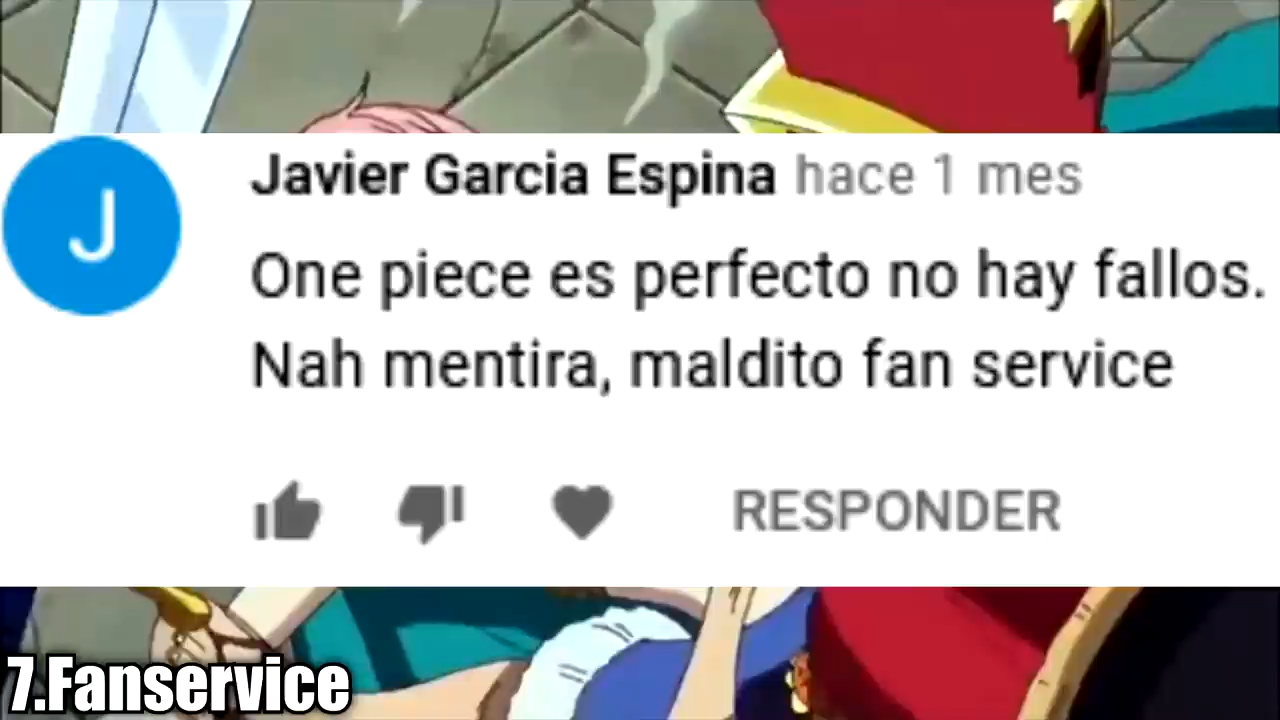 J
Javier Garcia Espina hace 1 mes
One piece es perfecto no hay fallos.
Nah mentira, maldito fan service
RESPONDER
7.Fanservice